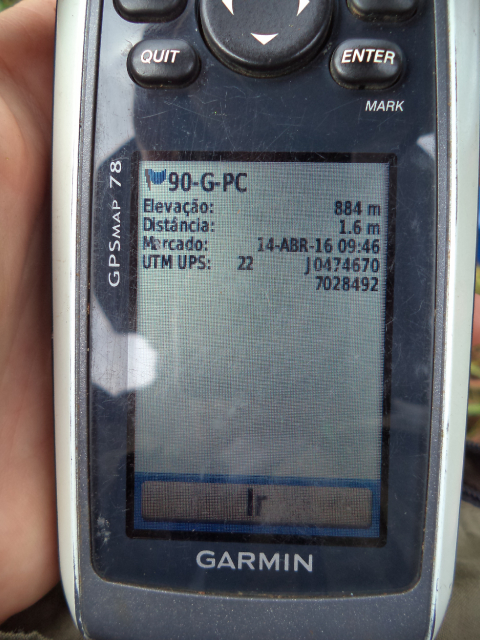 QUIT
ENTER
MARK
GPSMAP 78
90-G-PC
Elevação: 884 m
Distância: 1.6 m
Marcado: 14-ABR-16 09:46
UTM UPS: 22 J0474670
7028492
Ir
GARMIN